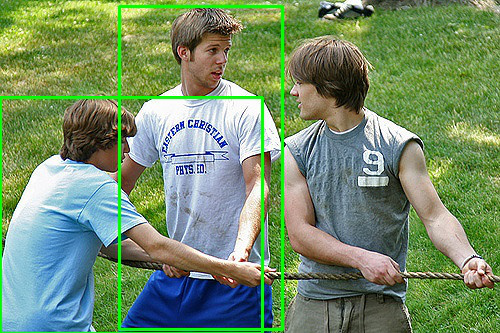 EASTERN CHRISTIAN
PHYS. ED.
9